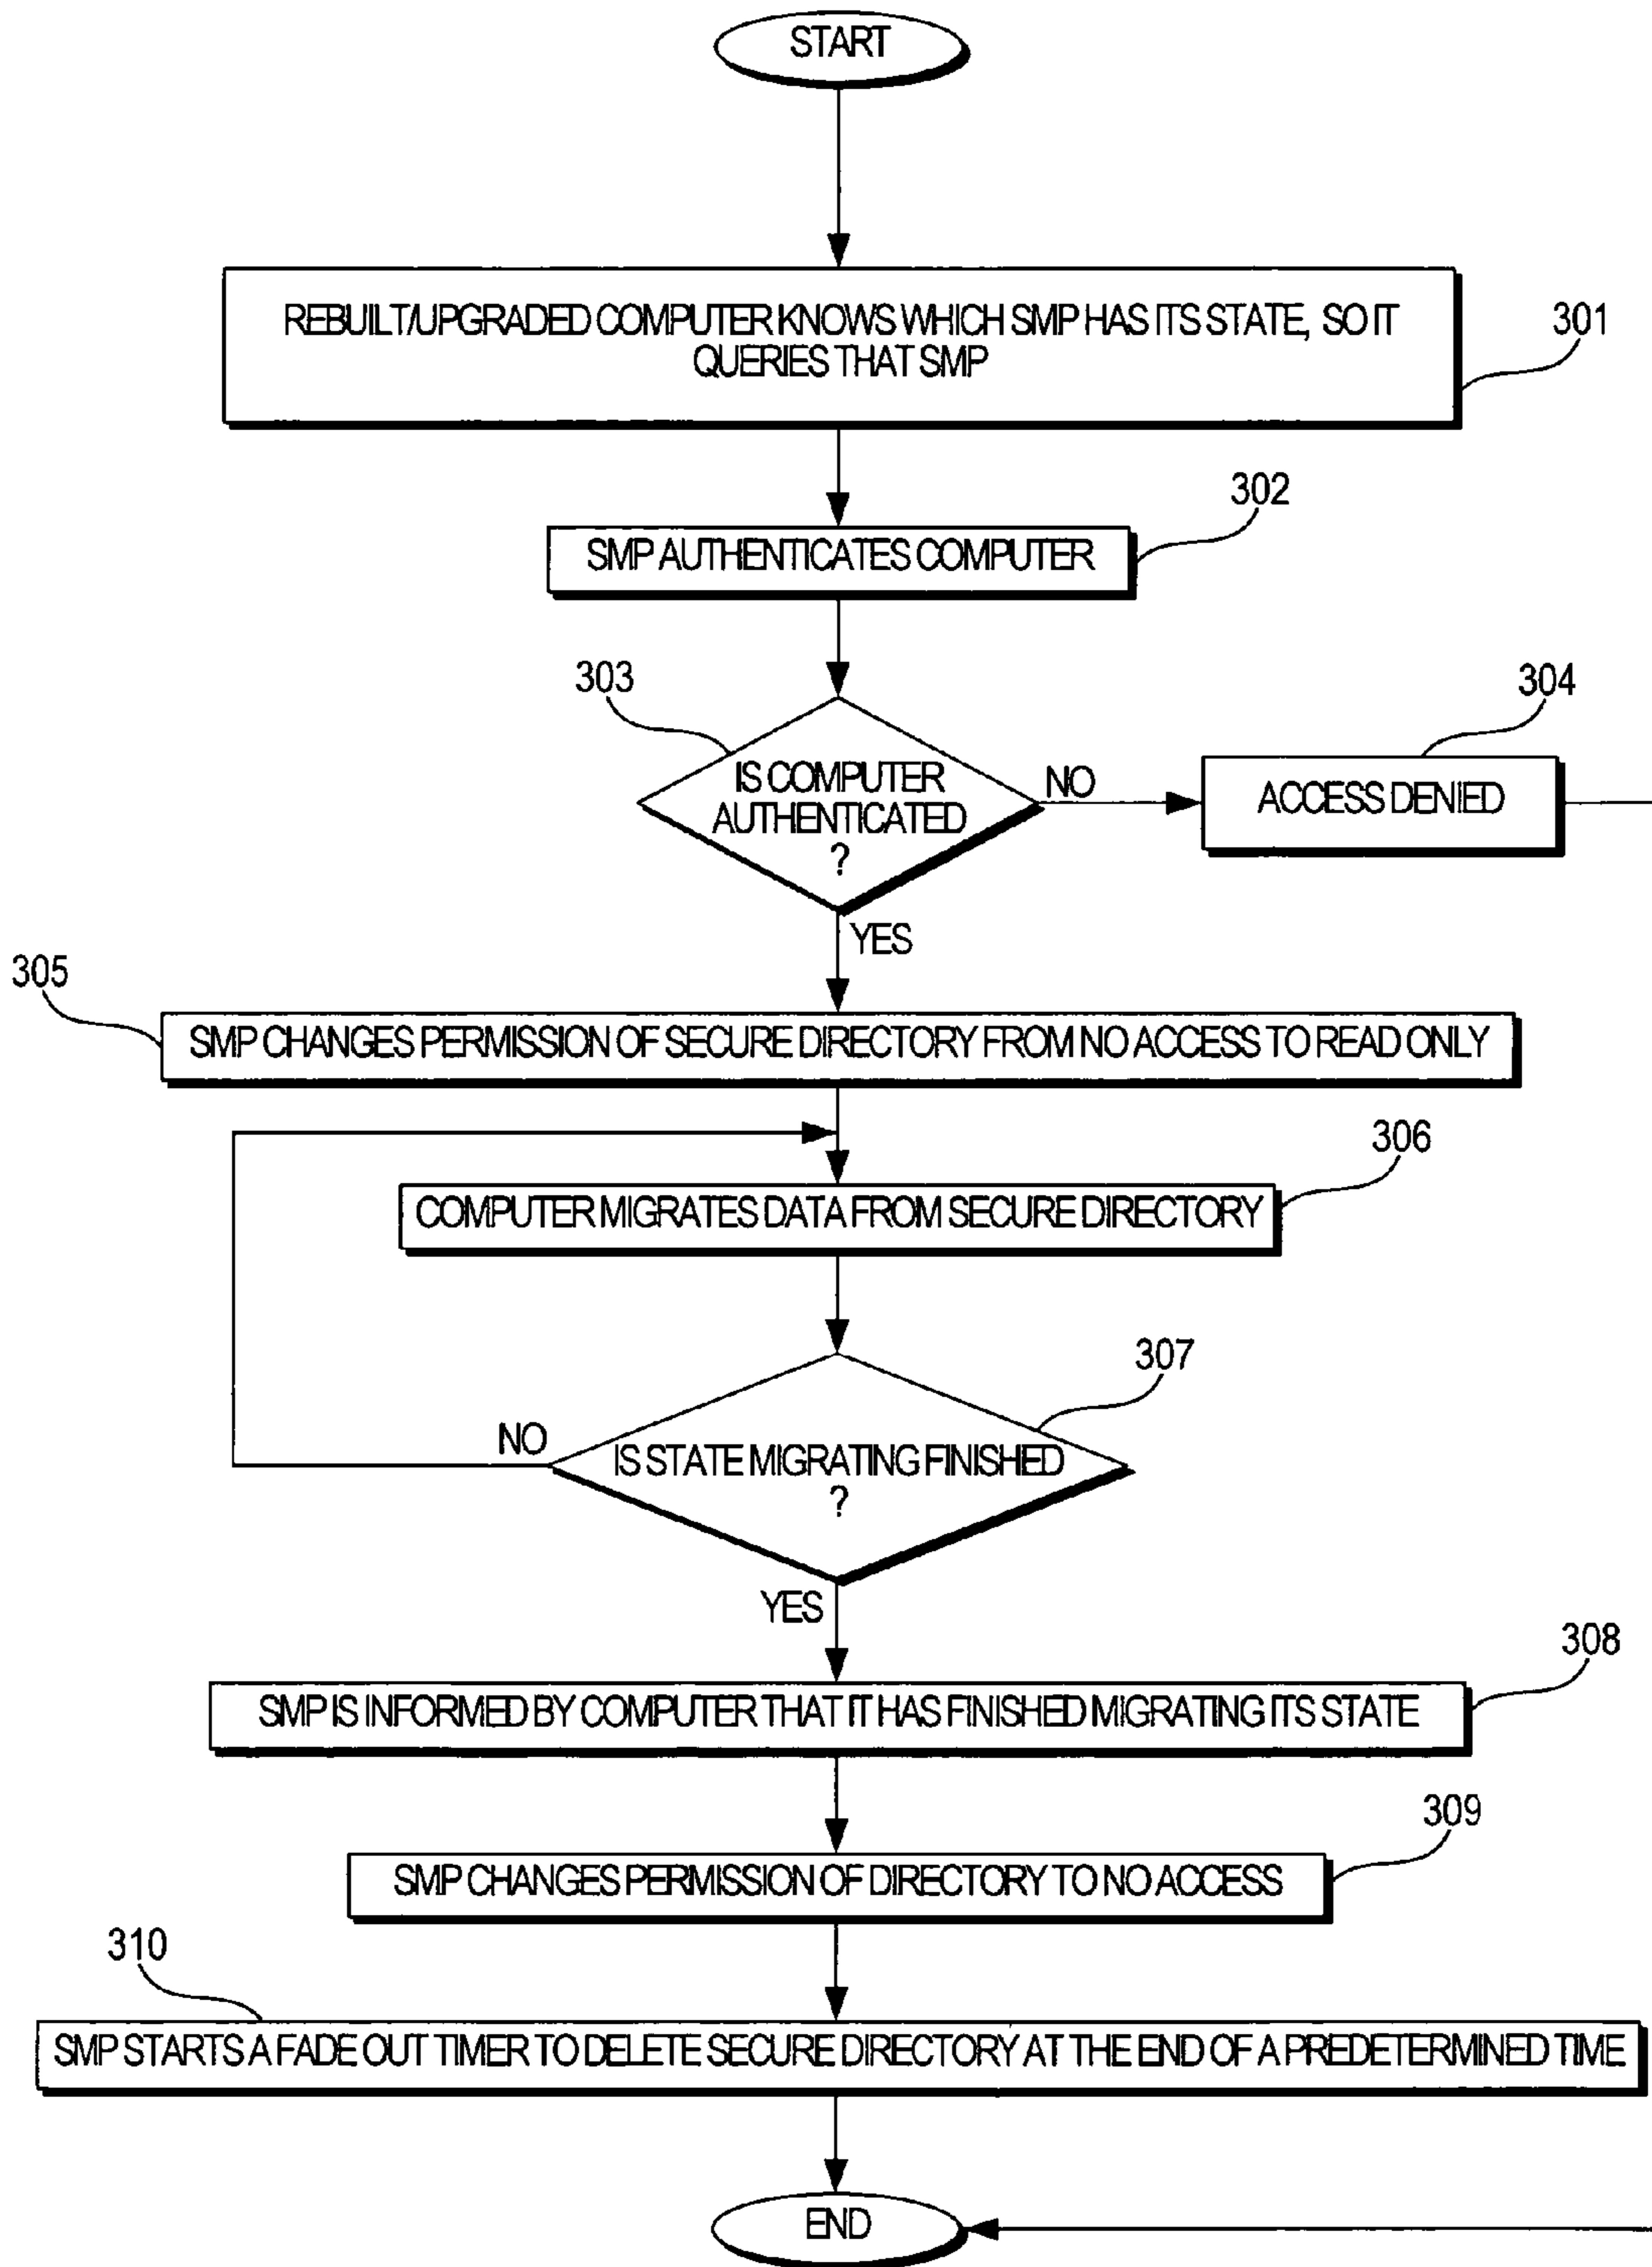 START
REBUILT/UPGRADED COMPUTER KNOWS WHICH SMP HAS ITS STATE, SO IT
QUERIES THAT SMP
301
302
SMP AUTHENTICATES COMPUTER
303
304
IS COMPUTER
AUTHENTICATED
?
NO
ACCESS DENIED
YES
305
SMP CHANGES PERMISSION OF SECURE DIRECTORY FROM NO ACCESS TO READ ONLY
306
COMPUTER MIGRATES DATA FROM SECURE DIRECTORY
307
NO
IS STATE MIGRATING FINISHED
?
YES
308
SMP IS INFORMED BY COMPUTER THAT IT HAS FINISHED MIGRATING ITS STATE
309
SMP CHANGES PERMISSION OF DIRECTORY TO NO ACCESS
310
SMP STARTS A FADE OUT TIMER TO DELETE SECURE DIRECTORY AT THE END OF A PREDETERMINED TIME
END